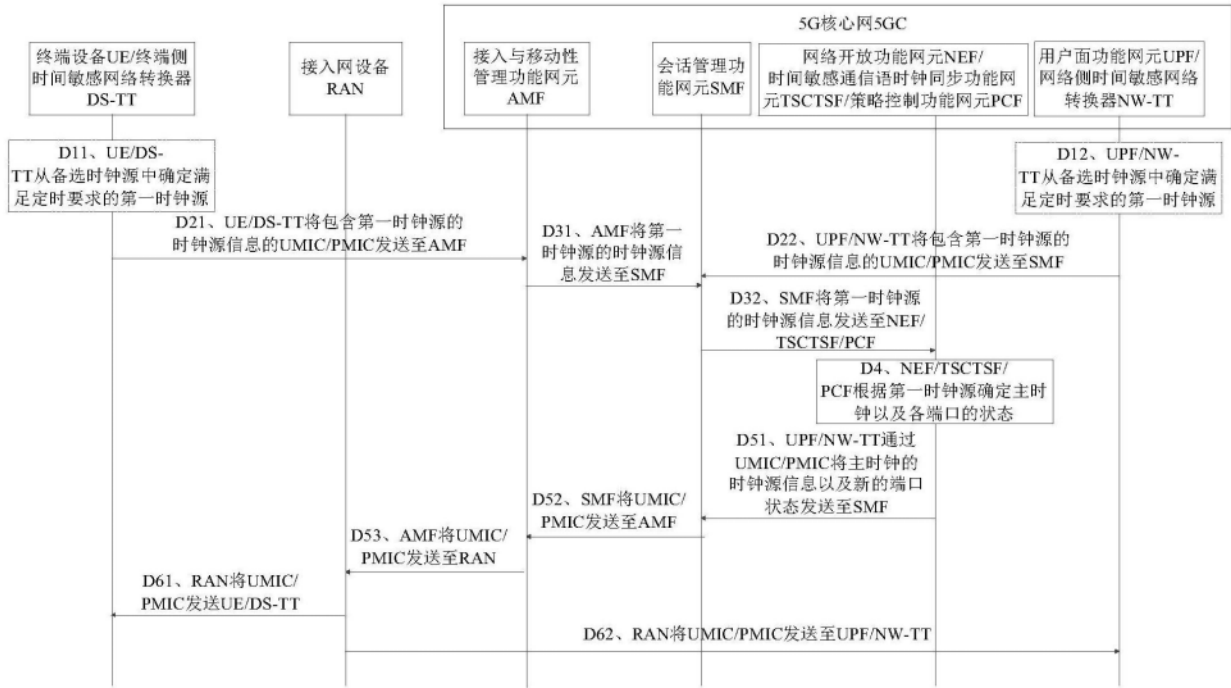 5G核心网5GC
终端设备UE/终端侧
时间敏感网络转换器
DS-TT
接入网设备
RAN
接入与移动性
管理功能网元
AMF
会话管理功
能网元SMF
网络开放功能网元NEF/
时间敏感通信语时钟同步功能网
元TSCTSF/策略控制功能网元PCF
用户面功能网元UPF/
网络侧时间敏感网络
转换器NW-TT
D11、UE/DS-
TT从备选时钟源中确定满
足定时要求的第一时钟源
D12、UPF/NW-
TT从备选时钟源中确定满
足定时要求的第一时钟源
D21、UE/DS-TT将包含第一时钟源的
时钟源信息的UMIC/PMIC发送至AMF
D31、AMF将第一
时钟源的时钟源信
息发送至SMF
D22、UPF/NW-TT将包含第一时钟源的
时钟源信息的UMIC/PMIC发送至SMF
D32、SMF将第一时钟源
的时钟源信息发送至NEF/
TSCTSF/PCF
D4、NEF/TSCTSF/
PCF根据第一时钟源确定主时
钟以及各端口的状态
D51、UPF/NW-TT通过
UMIC/PMIC将主时钟的
时钟源信息以及新的端口
状态发送至SMF
D52、SMF将UMIC/
PMIC发送至AMF
D53、AMF将UMIC/
PMIC发送至RAN
D61、RAN将UMIC/
PMIC发送UE/DS-TT
D62、RAN将UMIC/PMIC发送至UPF/NW-TT